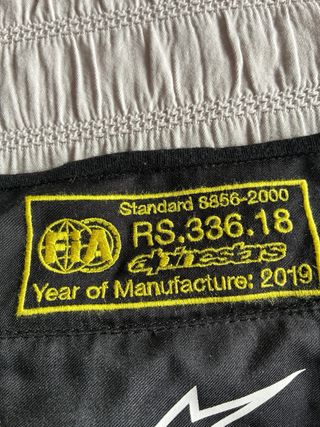 Standard 8856-2000
FIA
RS.336.18
alpinestars
Year of Manufacture: 2019